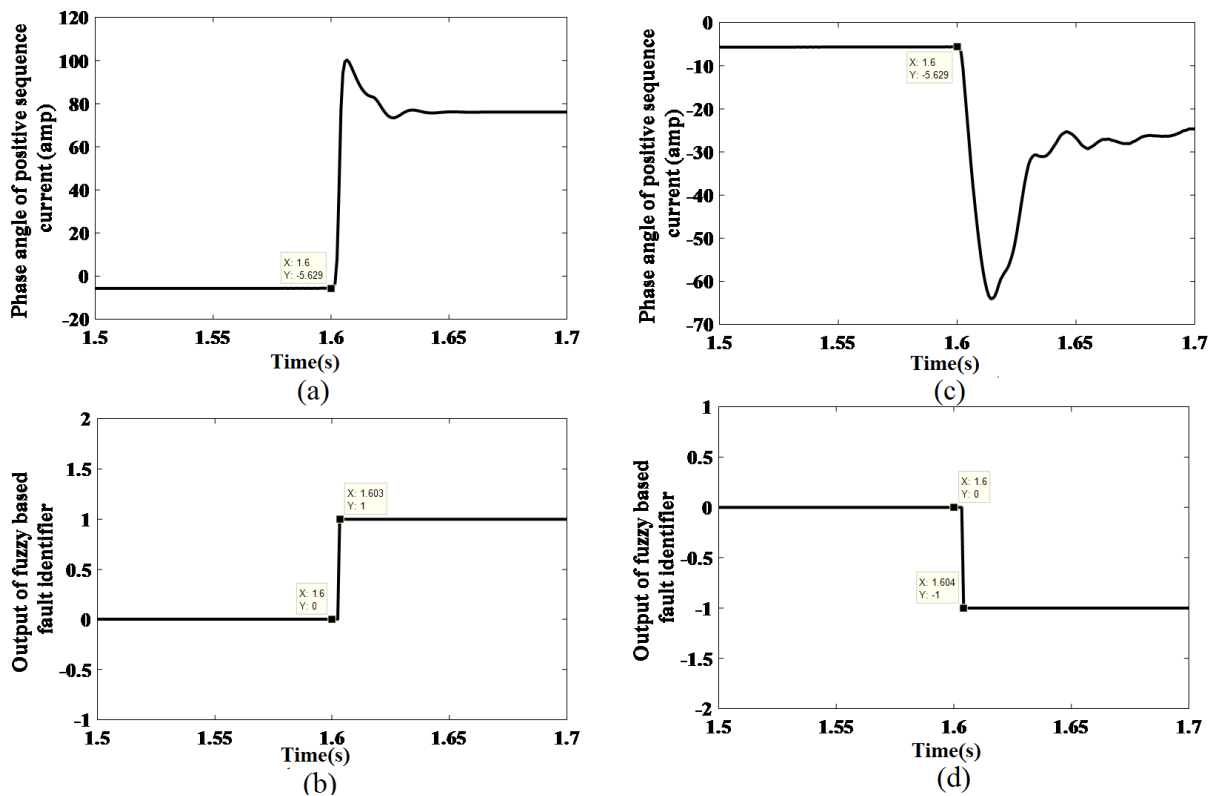 Phase angle of positive sequence
current (amp)
120
100
80
60
40
20
0
-20
X: 1.6
Y: -5.629
1.5
1.55
1.6
1.65
1.7
Time(s)
(a)
Phase angle of positive sequence
current (amp)
0
-10
-20
-30
-40
-50
-60
-70
X: 1.6
Y: -5.629
1.5
1.55
1.6
1.65
1.7
Time(s)
(c)
Output of fuzzy based
fault identifier
2
1.5
1
0.5
0
-0.5
-1
X: 1.603
Y: 1
X: 1.6
Y: 0
1.5
1.55
1.6
1.65
1.7
Time(s)
(b)
Output of fuzzy based
fault identifier
1
0.5
0
-0.5
-1
-1.5
-2
X: 1.6
Y: 0
X: 1.604
Y: -1
1.5
1.55
1.6
1.65
1.7
Time(s)
(d)